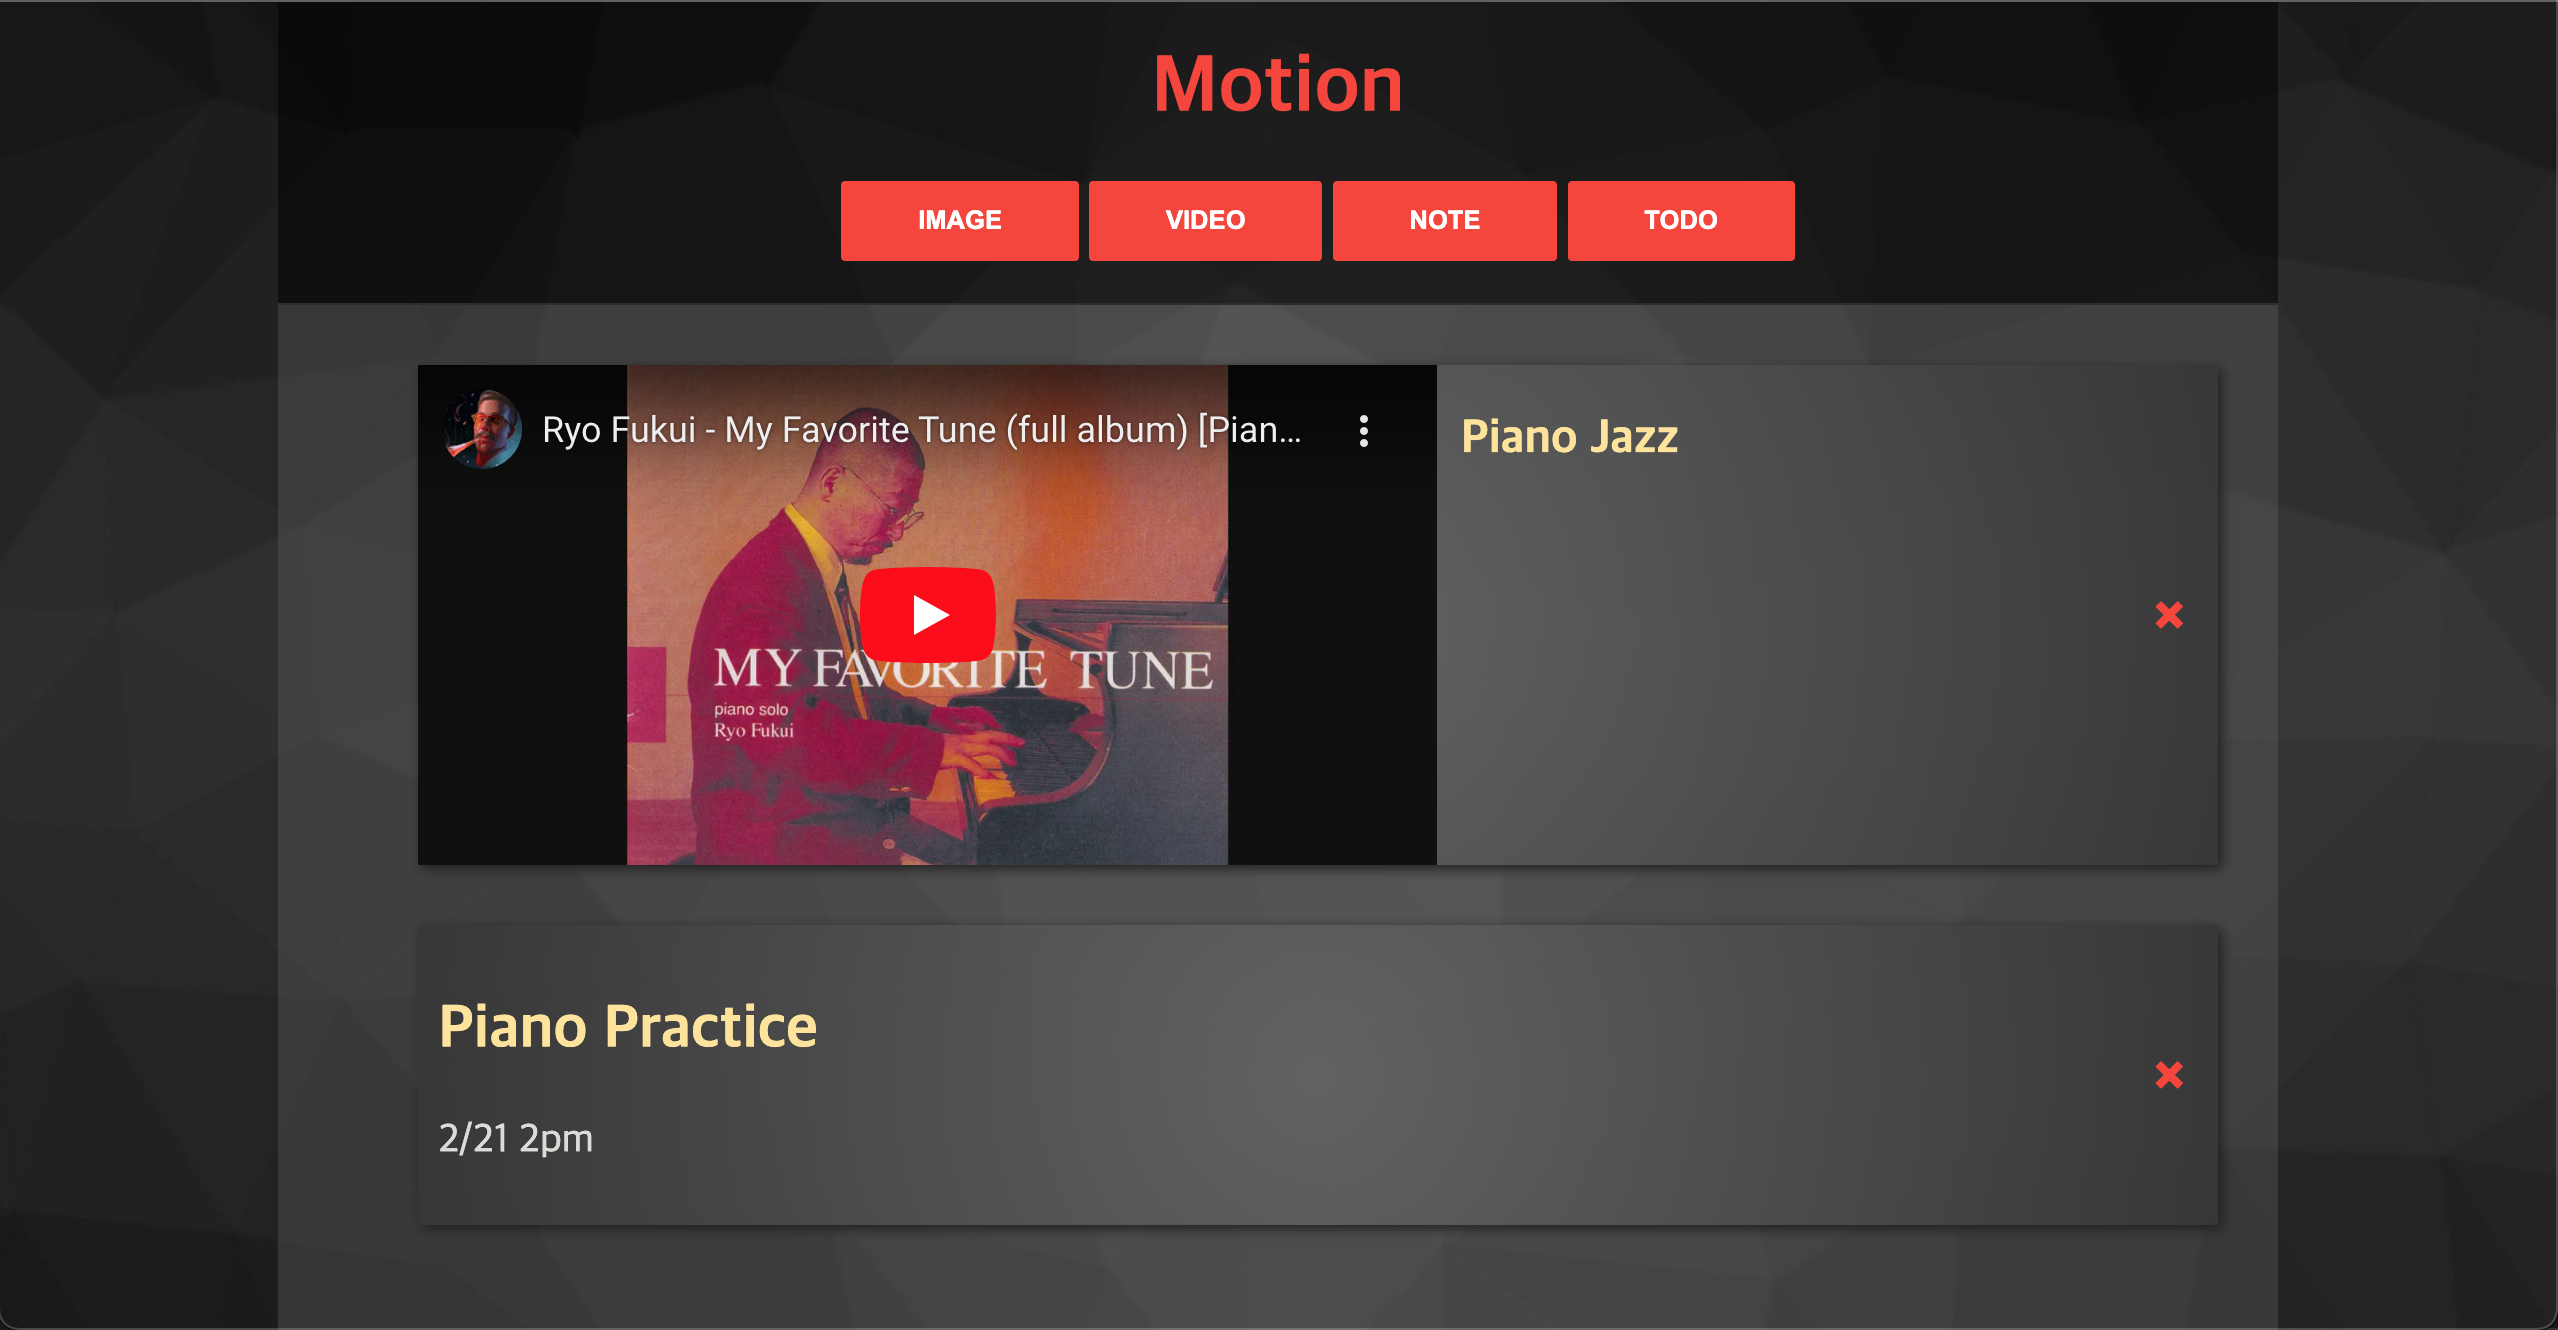 Motion
IMAGE VIDEO NOTE TODO
Ryo Fukui - My Favorite Tune (full album) [Pian...
Piano Jazz
MY FAVORITE TUNE
piano solo
Ryo Fukui
Piano Practice
2/21 2pm